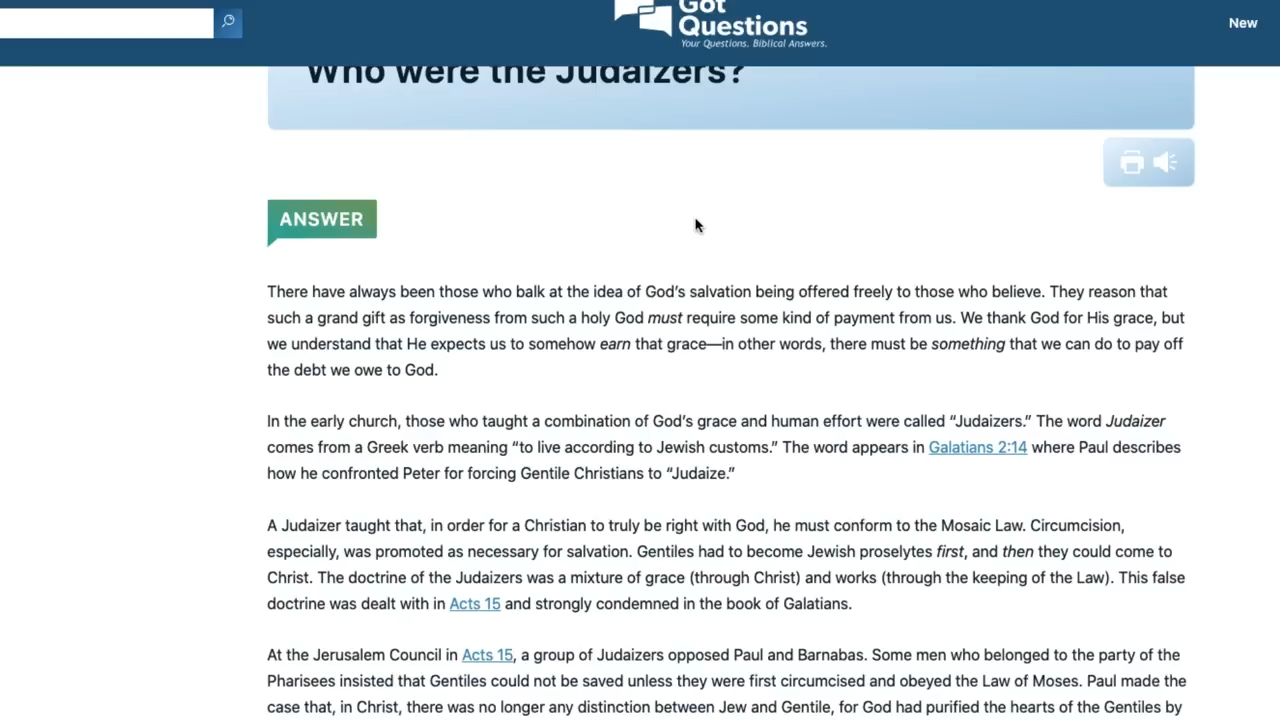 Got
Questions
Your Questions. Biblical Answers.
New
Who were the Judaizers?
ANSWER
There have always been those who balk at the idea of God’s salvation being offered freely to those who believe. They reason that
such a grand gift as forgiveness from such a holy God must require some kind of payment from us. We thank God for His grace, but
we understand that He expects us to somehow earn that grace—in other words, there must be something that we can do to pay off
the debt we owe to God.
In the early church, those who taught a combination of God’s grace and human effort were called “Judaizers.” The word Judaizer
comes from a Greek verb meaning “to live according to Jewish customs.” The word appears in Galatians 2:14 where Paul describes
how he confronted Peter for forcing Gentile Christians to “Judaize.”
A Judaizer taught that, in order for a Christian to truly be right with God, he must conform to the Mosaic Law. Circumcision,
especially, was promoted as necessary for salvation. Gentiles had to become Jewish proselytes first, and then they could come to
Christ. The doctrine of the Judaizers was a mixture of grace (through Christ) and works (through the keeping of the Law). This false
doctrine was dealt with in Acts 15 and strongly condemned in the book of Galatians.
At the Jerusalem Council in Acts 15, a group of Judaizers opposed Paul and Barnabas. Some men who belonged to the party of the
Pharisees insisted that Gentiles could not be saved unless they were first circumcised and obeyed the Law of Moses. Paul made the
case that, in Christ, there was no longer any distinction between Jew and Gentile, for God had purified the hearts of the Gentiles by